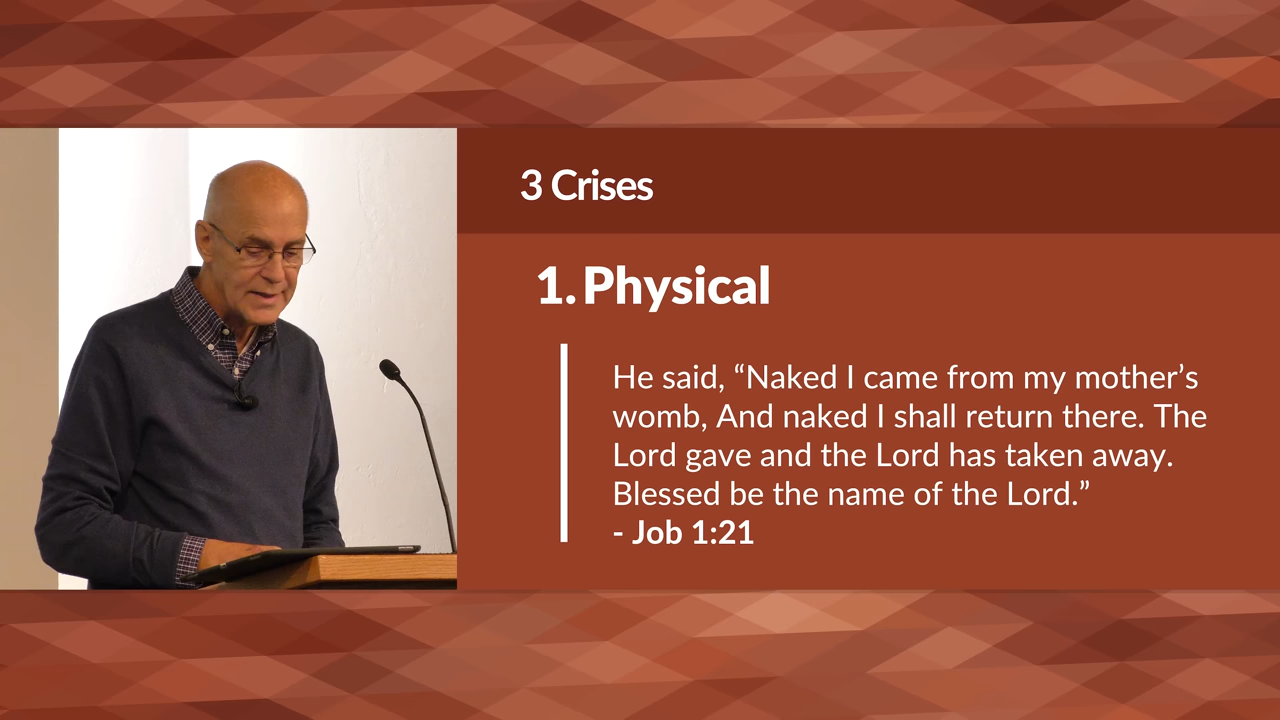 3 Crises
1. Physical
He said, “Naked I came from my mother’s
womb, And naked I shall return there. The
Lord gave and the Lord has taken away.
Blessed be the name of the Lord.”
- Job 1:21